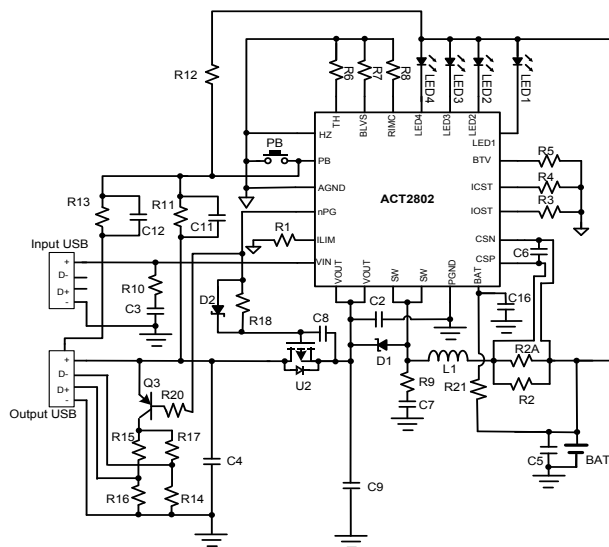 R12
R6
R7
R8
LED4
LED3
LED2
LED1
TH
BLVS
RIMC
LED4
LED3
LED2
LED1
HZ
PB
PB
BTV
R5
AGND
ICST
R4
ACT2802
R13
C12
R11
C11
nPG
IOST
R3
R1
ILIM
CSN
C6
Input USB
VIN
CSP
+
D-
D+
-
R10
C3
VOUT
VOUT
SW
SW
PGND
BAT
D2
R18
C8
C2
C16
D1
U2
L1
R2A
R2
R21
R9
C7
+
D-
D+
-
Output USB
Q3
R20
R15
R17
R16
R14
C4
C9
C5
BAT